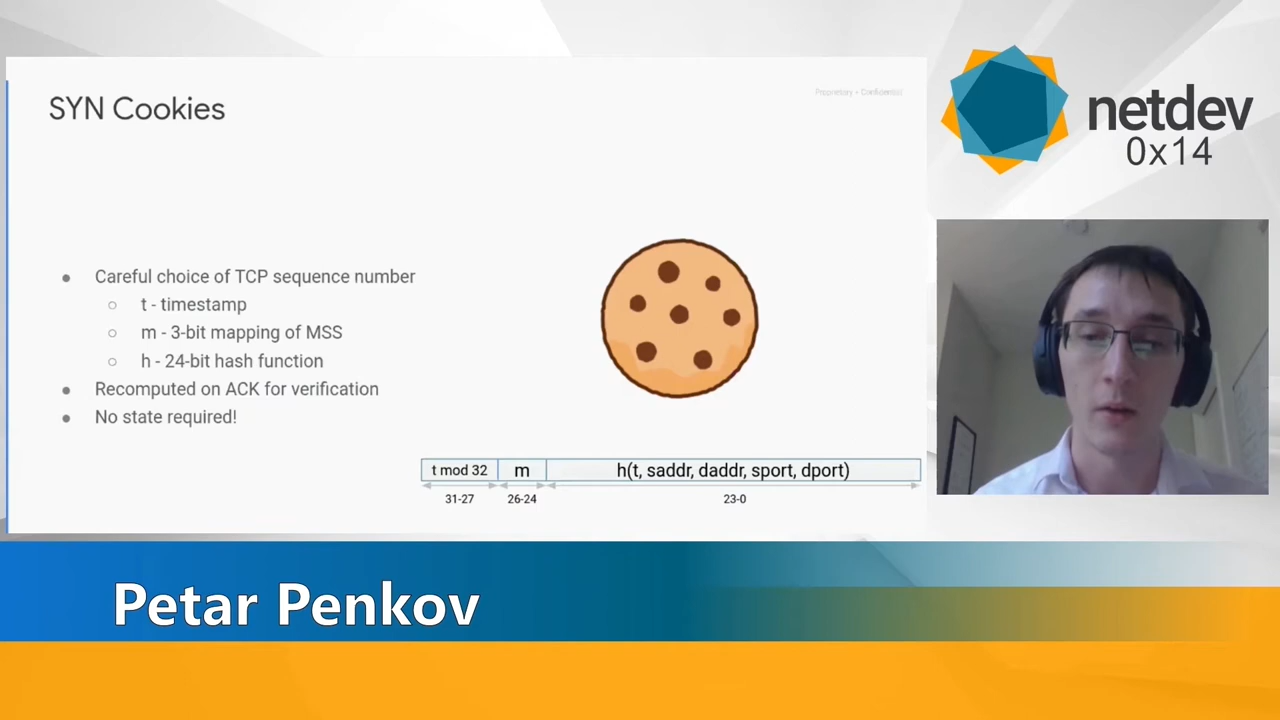 SYN Cookies
Proprietary + Confidential
netdev
0x14
Careful choice of TCP sequence number
t - timestamp
m - 3-bit mapping of MSS
h - 24-bit hash function
Recomputed on ACK for verification
No state required!
t mod 32 m h(t, saddr, daddr, sport, dport)
31-27 26-24 23-0
Petar Penkov